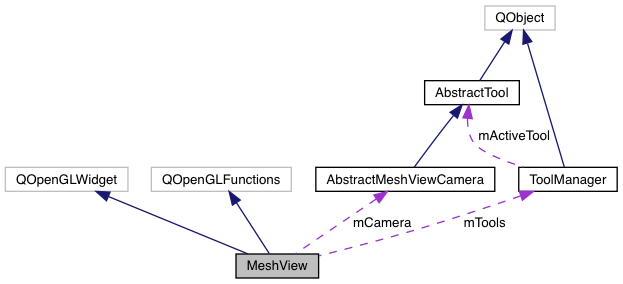 QObject
AbstractTool
mActiveTool
QOpenGLWidget
QOpenGLFunctions
AbstractMeshViewCamera
ToolManager
mCamera
mTools
MeshView